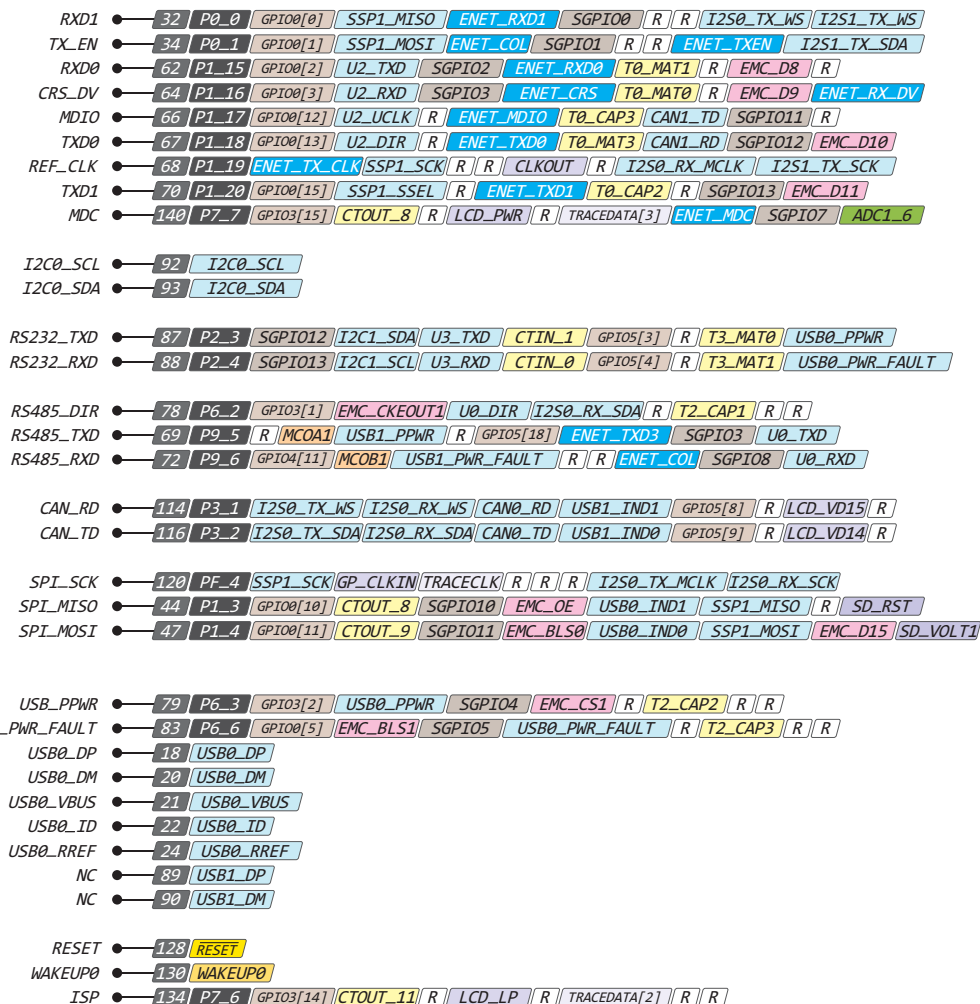 RXD1 32 P0_0 GPIO0[0] SSP1_MISO ENET_RXD1 SGPIO0 R R I2S0_TX_WS I2S1_TX_WS
TX_EN 34 P0_1 GPIO0[1] SSP1_MOSI ENET_COL SGPIO1 R R ENET_TXEN I2S1_TX_SDA
RXD0 62 P1_15 GPIO0[2] U2_TXD SGPIO2 ENET_RXD0 T0_MAT1 R EMC_D8 R
CRS_DV 64 P1_16 GPIO0[3] U2_RXD SGPIO3 ENET_CRS T0_MAT0 R EMC_D9 ENET_RX_DV
MDIO 66 P1_17 GPIO0[12] U2_UCLK R ENET_MDIO T0_CAP3 CAN1_TD SGPIO11 R
TXD0 67 P1_18 GPIO0[13] U2_DIR R ENET_TXD0 T0_MAT3 CAN1_RD SGPIO12 EMC_D10
REF_CLK 68 P1_19 ENET_TX_CLK SSP1_SCK R R CLKOUT R I2S0_RX_MCLK I2S1_TX_SCK
TXD1 70 P1_20 GPIO0[15] SSP1_SSEL R ENET_TXD1 T0_CAP2 R SGPIO13 EMC_D11
MDC 140 P7_7 GPIO3[15] CTOUT_8 R LCD_PWR R TRACEDATA[3] ENET_MDC SGPIO7 ADC1_6
I2C0_SCL 92 I2C0_SCL
I2C0_SDA 93 I2C0_SDA
RS232_TXD 87 P2_3 SGPIO12 I2C1_SDA U3_TXD CTIN_1 GPIO5[3] R T3_MAT0 USB0_PPWR
RS232_RXD 88 P2_4 SGPIO13 I2C1_SCL U3_RXD CTIN_0 GPIO5[4] R T3_MAT1 USB0_PWR_FAULT
RS485_DIR 78 P6_2 GPIO3[1] EMC_CKEOUT1 U0_DIR I2S0_RX_SDA R T2_CAP1 R R
RS485_TXD 69 P9_5 R MCOA1 USB1_PPWR R GPIO5[18] ENET_TXD3 SGPIO3 U0_TXD
RS485_RXD 72 P9_6 GPIO4[11] MCOB1 USB1_PWR_FAULT R R ENET_COL SGPIO8 U0_RXD
CAN_RD 114 P3_1 I2S0_TX_WS I2S0_RX_WS CAN0_RD USB1_IND1 GPIO5[8] R LCD_VD15 R
CAN_TD 116 P3_2 I2S0_TX_SDA I2S0_RX_SDA CAN0_TD USB1_IND0 GPIO5[9] R LCD_VD14 R
SPI_SCK 120 PF_4 SSP1_SCK GP_CLKIN TRACECLK R R R I2S0_TX_MCLK I2S0_RX_SCK
SPI_MISO 44 P1_3 GPIO0[10] CTOUT_8 SGPIO10 EMC_OE USB0_IND1 SSP1_MISO R SD_RST
SPI_MOSI 47 P1_4 GPIO0[11] CTOUT_9 SGPIO11 EMC_BLS0 USB0_IND0 SSP1_MOSI EMC_D15 SD_VOLT1
USB_PPWR 79 P6_3 GPIO3[2] USB0_PPWR SGPIO4 EMC_CS1 R T2_CAP2 R R
_PWR_FAULT 83 P6_6 GPIO0[5] EMC_BLS1 SGPIO5 USB0_PWR_FAULT R T2_CAP3 R R
USB0_DP 18 USB0_DP
USB0_DM 20 USB0_DM
USB0_VBUS 21 USB0_VBUS
USB0_ID 22 USB0_ID
USB0_RREF 24 USB0_RREF
NC 89 USB1_DP
NC 90 USB1_DM
RESET 128 RESET
WAKEUP0 130 WAKEUP0
ISP 134 P7_6 GPIO3[14] CTOUT_11 R LCD_LP R TRACEDATA[2] R R